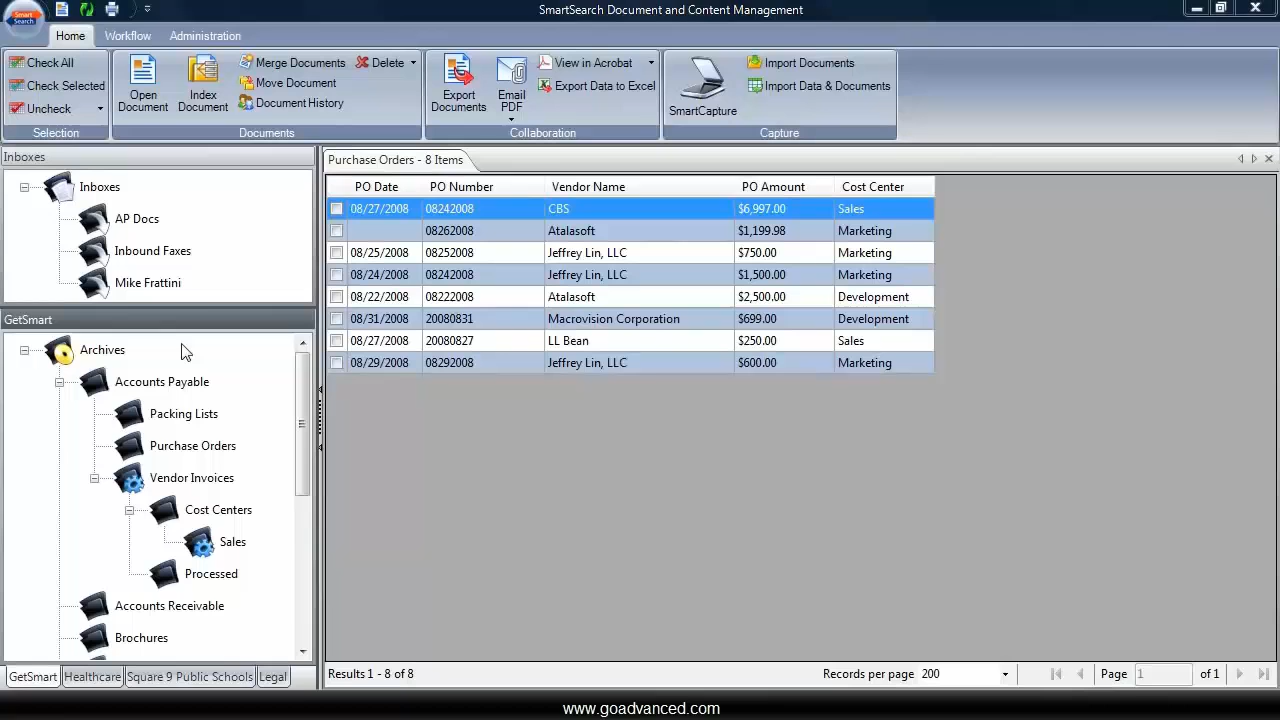 SmartSearch Document and Content Management
Smart Search
Home Workflow Administration
Check All
Check Selected
Uncheck
Selection
Open Document
Index Document
Merge Documents
Move Document
Document History
Delete
Documents
Export Documents
Email PDF
View in Acrobat
Export Data to Excel
Collaboration
SmartCapture
Import Documents
Import Data & Documents
Capture
Inboxes
Inboxes
AP Docs
Inbound Faxes
Mike Frattini
GetSmart
Archives
Accounts Payable
Packing Lists
Purchase Orders
Vendor Invoices
Cost Centers
Sales
Processed
Accounts Receivable
Brochures
GetSmart Healthcare Square 9 Public Schools Legal
Purchase Orders - 8 Items
PO Date PO Number Vendor Name PO Amount Cost Center
08/27/2008 08242008 CBS $6,997.00 Sales
08262008 Atalasoft $1,199.98 Marketing
08/25/2008 08252008 Jeffrey Lin, LLC $750.00 Marketing
08/24/2008 08242008 Jeffrey Lin, LLC $1,500.00 Marketing
08/22/2008 08222008 Atalasoft $2,500.00 Development
08/31/2008 20080831 Macrovision Corporation $699.00 Development
08/27/2008 20080827 LL Bean $250.00 Sales
08/29/2008 08292008 Jeffrey Lin, LLC $600.00 Marketing
Results 1 - 8 of 8 Records per page 200 Page 1 of 1
www.goadvanced.com